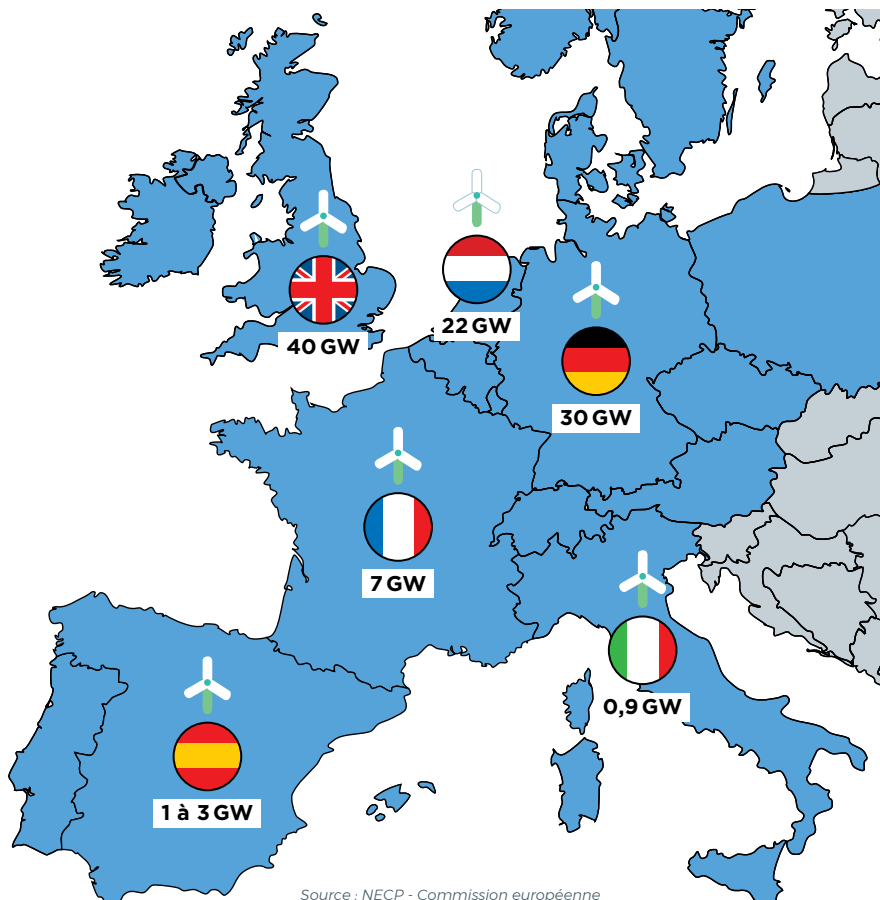 40 GW
22 GW
30 GW
7 GW
0,9 GW
1 à 3 GW
Source : NECP - Commission européenne